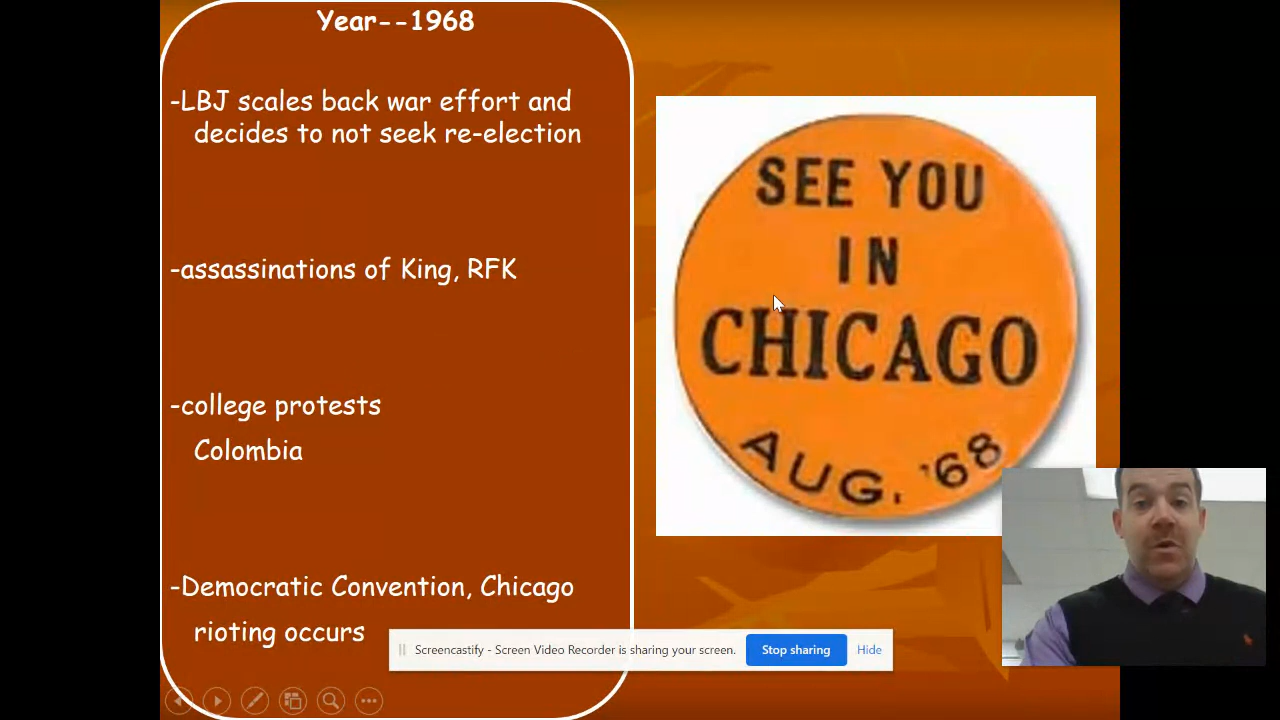 Year--1968
-LBJ scales back war effort and
decides to not seek re-election
-assassinations of King, RFK
-college protests
Colombia
-Democratic Convention, Chicago
rioting occurs
SEE YOU
IN
CHICAGO
AUG. '68
Screencastify - Screen Video Recorder is sharing your screen.
Stop sharing
Hide